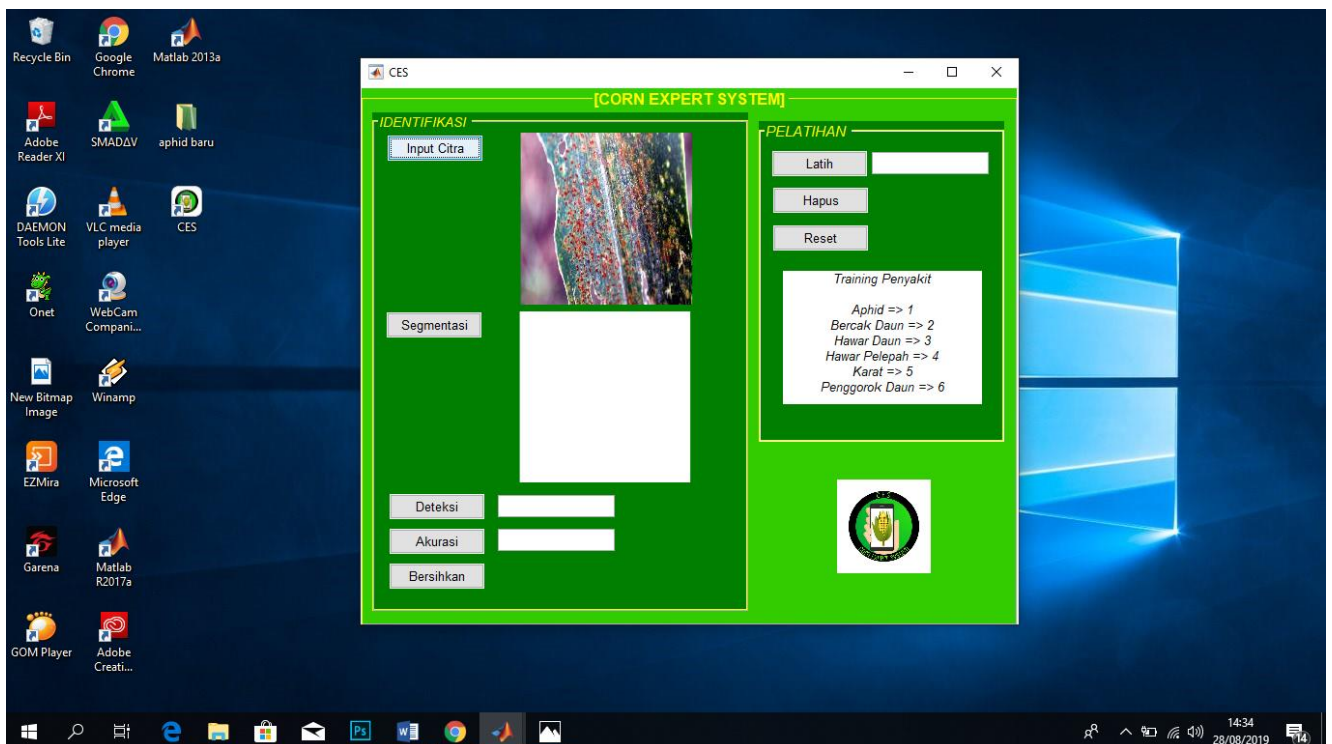 Recycle Bin
Google Chrome
Matlab 2013a
Adobe Reader XI
SMADΔV
aphid baru
DAEMON Tools Lite
VLC media player
CES
Onet
WebCam Compani...
New Bitmap Image
Winamp
EZMira
Microsoft Edge
Garena
Matlab R2017a
GOM Player
Adobe Creati...
CES
[CORN EXPERT SYSTEM]
IDENTIFIKASI
Input Citra
Segmentasi
Deteksi
Akurasi
Bersihkan
PELATIHAN
Latih
Hapus
Reset
Training Penyakit
Aphid => 1
Bercak Daun => 2
Hawar Daun => 3
Hawar Pelepah => 4
Karat => 5
Penggorok Daun => 6
14:34
28/08/2019
14